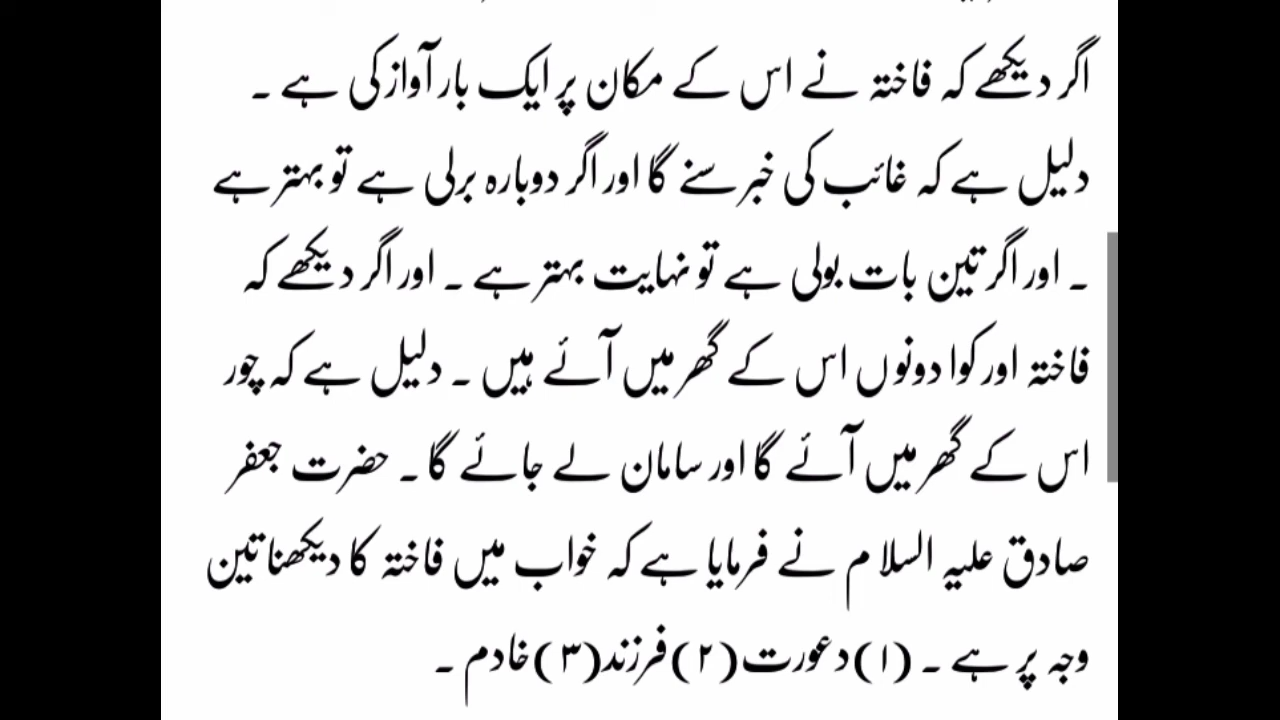 اگر دیکھے کہ فاختہ نے اس کے مکان پر ایک بار آواز کی ہے ۔
دلیل ہے کہ غائب کی خبر سنے گا اور اگر دوبارہ برلی ہے تو بہتر ہے
۔ اور اگر تین بات بولی ہے تو نہایت بہتر ہے ۔ اور اگر دیکھے کہ
فاختہ اور کوا دونوں اس کے گھر میں آئے ہیں ۔ دلیل ہے کہ چور
اس کے گھر میں آئے گا اور سامان لے جائے گا ۔ حضرت جعفر
صادق علیہ السلا م نے فرمایا ہے کہ خواب میں فاختہ کا دیکھنا تین
وجہ پر ہے ۔ (۱) دعورت (۲) فرزند (۳) خادم ۔